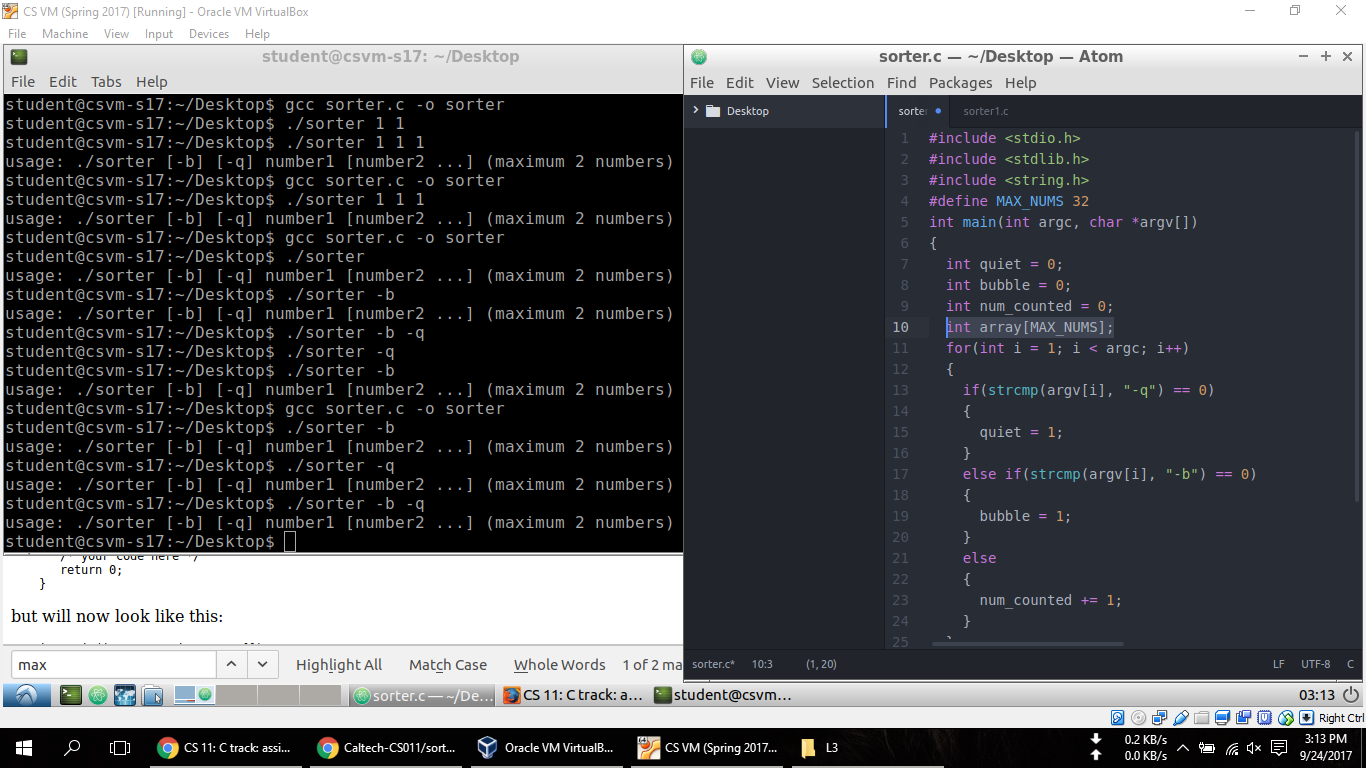 CS VM (Spring 2017) [Running] - Oracle VM VirtualBox
File Machine View Input Devices Help
student@csvm-s17: ~/Desktop
File Edit Tabs Help
student@csvm-s17:~/Desktop$ gcc sorter.c -o sorter
student@csvm-s17:~/Desktop$ ./sorter 1 1
student@csvm-s17:~/Desktop$ ./sorter 1 1 1
usage: ./sorter [-b] [-q] number1 [number2 ...] (maximum 2 numbers)
student@csvm-s17:~/Desktop$ gcc sorter.c -o sorter
student@csvm-s17:~/Desktop$ ./sorter 1 1 1
usage: ./sorter [-b] [-q] number1 [number2 ...] (maximum 2 numbers)
student@csvm-s17:~/Desktop$ gcc sorter.c -o sorter
student@csvm-s17:~/Desktop$ ./sorter
usage: ./sorter [-b] [-q] number1 [number2 ...] (maximum 2 numbers)
student@csvm-s17:~/Desktop$ ./sorter -b
usage: ./sorter [-b] [-q] number1 [number2 ...] (maximum 2 numbers)
student@csvm-s17:~/Desktop$ ./sorter -b -q
student@csvm-s17:~/Desktop$ ./sorter -q
student@csvm-s17:~/Desktop$ ./sorter -b
usage: ./sorter [-b] [-q] number1 [number2 ...] (maximum 2 numbers)
student@csvm-s17:~/Desktop$ gcc sorter.c -o sorter
student@csvm-s17:~/Desktop$ ./sorter -b
usage: ./sorter [-b] [-q] number1 [number2 ...] (maximum 2 numbers)
student@csvm-s17:~/Desktop$ ./sorter -q
usage: ./sorter [-b] [-q] number1 [number2 ...] (maximum 2 numbers)
student@csvm-s17:~/Desktop$ ./sorter -b -q
usage: ./sorter [-b] [-q] number1 [number2 ...] (maximum 2 numbers)
student@csvm-s17:~/Desktop$
/* your code here */
return 0;
}
but will now look like this:
max
Highlight All Match Case Whole Words 1 of 2 ma
sorter.c — ~/Desktop — Atom
File Edit View Selection Find Packages Help
Desktop
sorte sorter1.c
1 #include <stdio.h>
2 #include <stdlib.h>
3 #include <string.h>
4 #define MAX_NUMS 32
5 int main(int argc, char *argv[])
6 {
7 int quiet = 0;
8 int bubble = 0;
9 int num_counted = 0;
10 int array[MAX_NUMS];
11 for(int i = 1; i < argc; i++)
12 {
13 if(strcmp(argv[i], "-q") == 0)
14 {
15 quiet = 1;
16 }
17 else if(strcmp(argv[i], "-b") == 0)
18 {
19 bubble = 1;
20 }
21 else
22 {
23 num_counted += 1;
24 }
25
sorter.c* 10:3 (1, 20) LF UTF-8 C
sorter.c — ~/De... CS 11: C track: a... student@csvm... 03:13
Right Ctrl
CS 11: C track: assi... Caltech-CS011/sort... Oracle VM VirtualB... CS VM (Spring 2017... L3
0.2 KB/s
0.0 KB/s
3:13 PM
9/24/2017